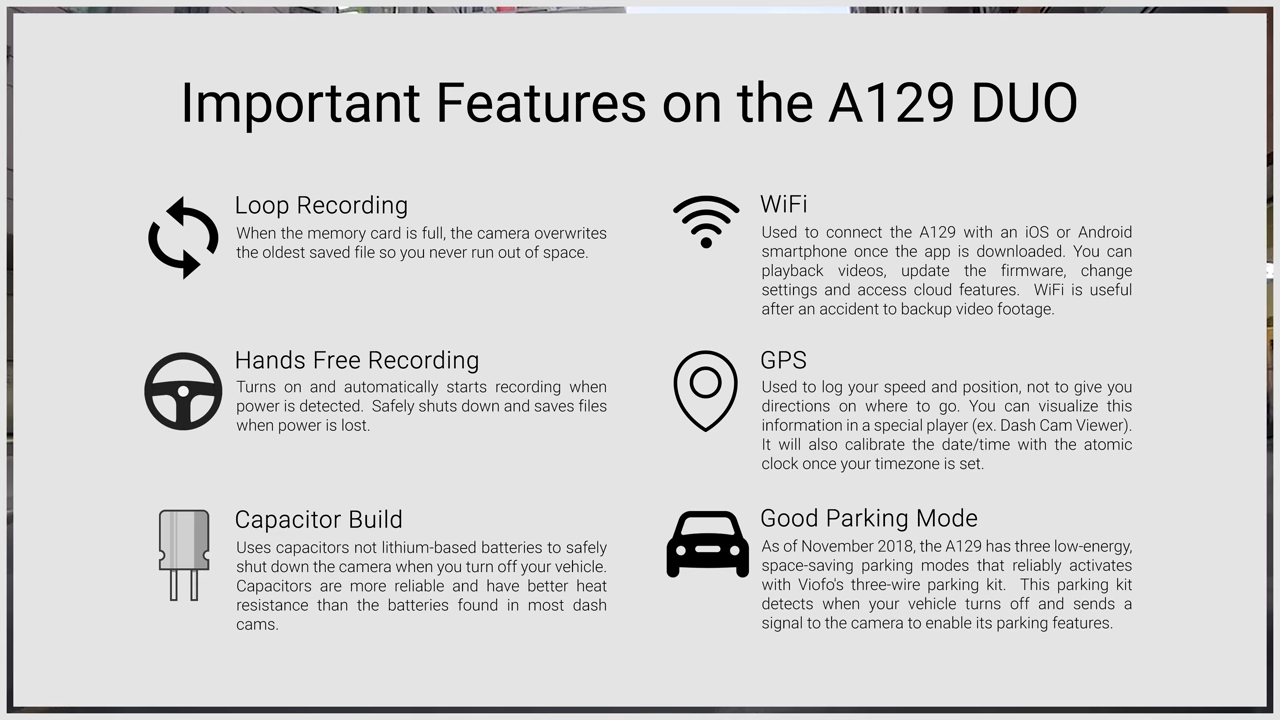 Important Features on the A129 DUO
Loop Recording
When the memory card is full, the camera overwrites
the oldest saved file so you never run out of space.
Hands Free Recording
Turns on and automatically starts recording when
power is detected. Safely shuts down and saves files
when power is lost.
Capacitor Build
Uses capacitors not lithium-based batteries to safely
shut down the camera when you turn off your vehicle.
Capacitors are more reliable and have better heat
resistance than the batteries found in most dash
cams.
WiFi
Used to connect the A129 with an iOS or Android
smartphone once the app is downloaded. You can
playback videos, update the firmware, change
settings and access cloud features. WiFi is useful
after an accident to backup video footage.
GPS
Used to log your speed and position, not to give you
directions on where to go. You can visualize this
information in a special player (ex. Dash Cam Viewer).
It will also calibrate the date/time with the atomic
clock once your timezone is set.
Good Parking Mode
As of November 2018, the A129 has three low-energy,
space-saving parking modes that reliably activates
with Viofo's three-wire parking kit. This parking kit
detects when your vehicle turns off and sends a
signal to the camera to enable its parking features.